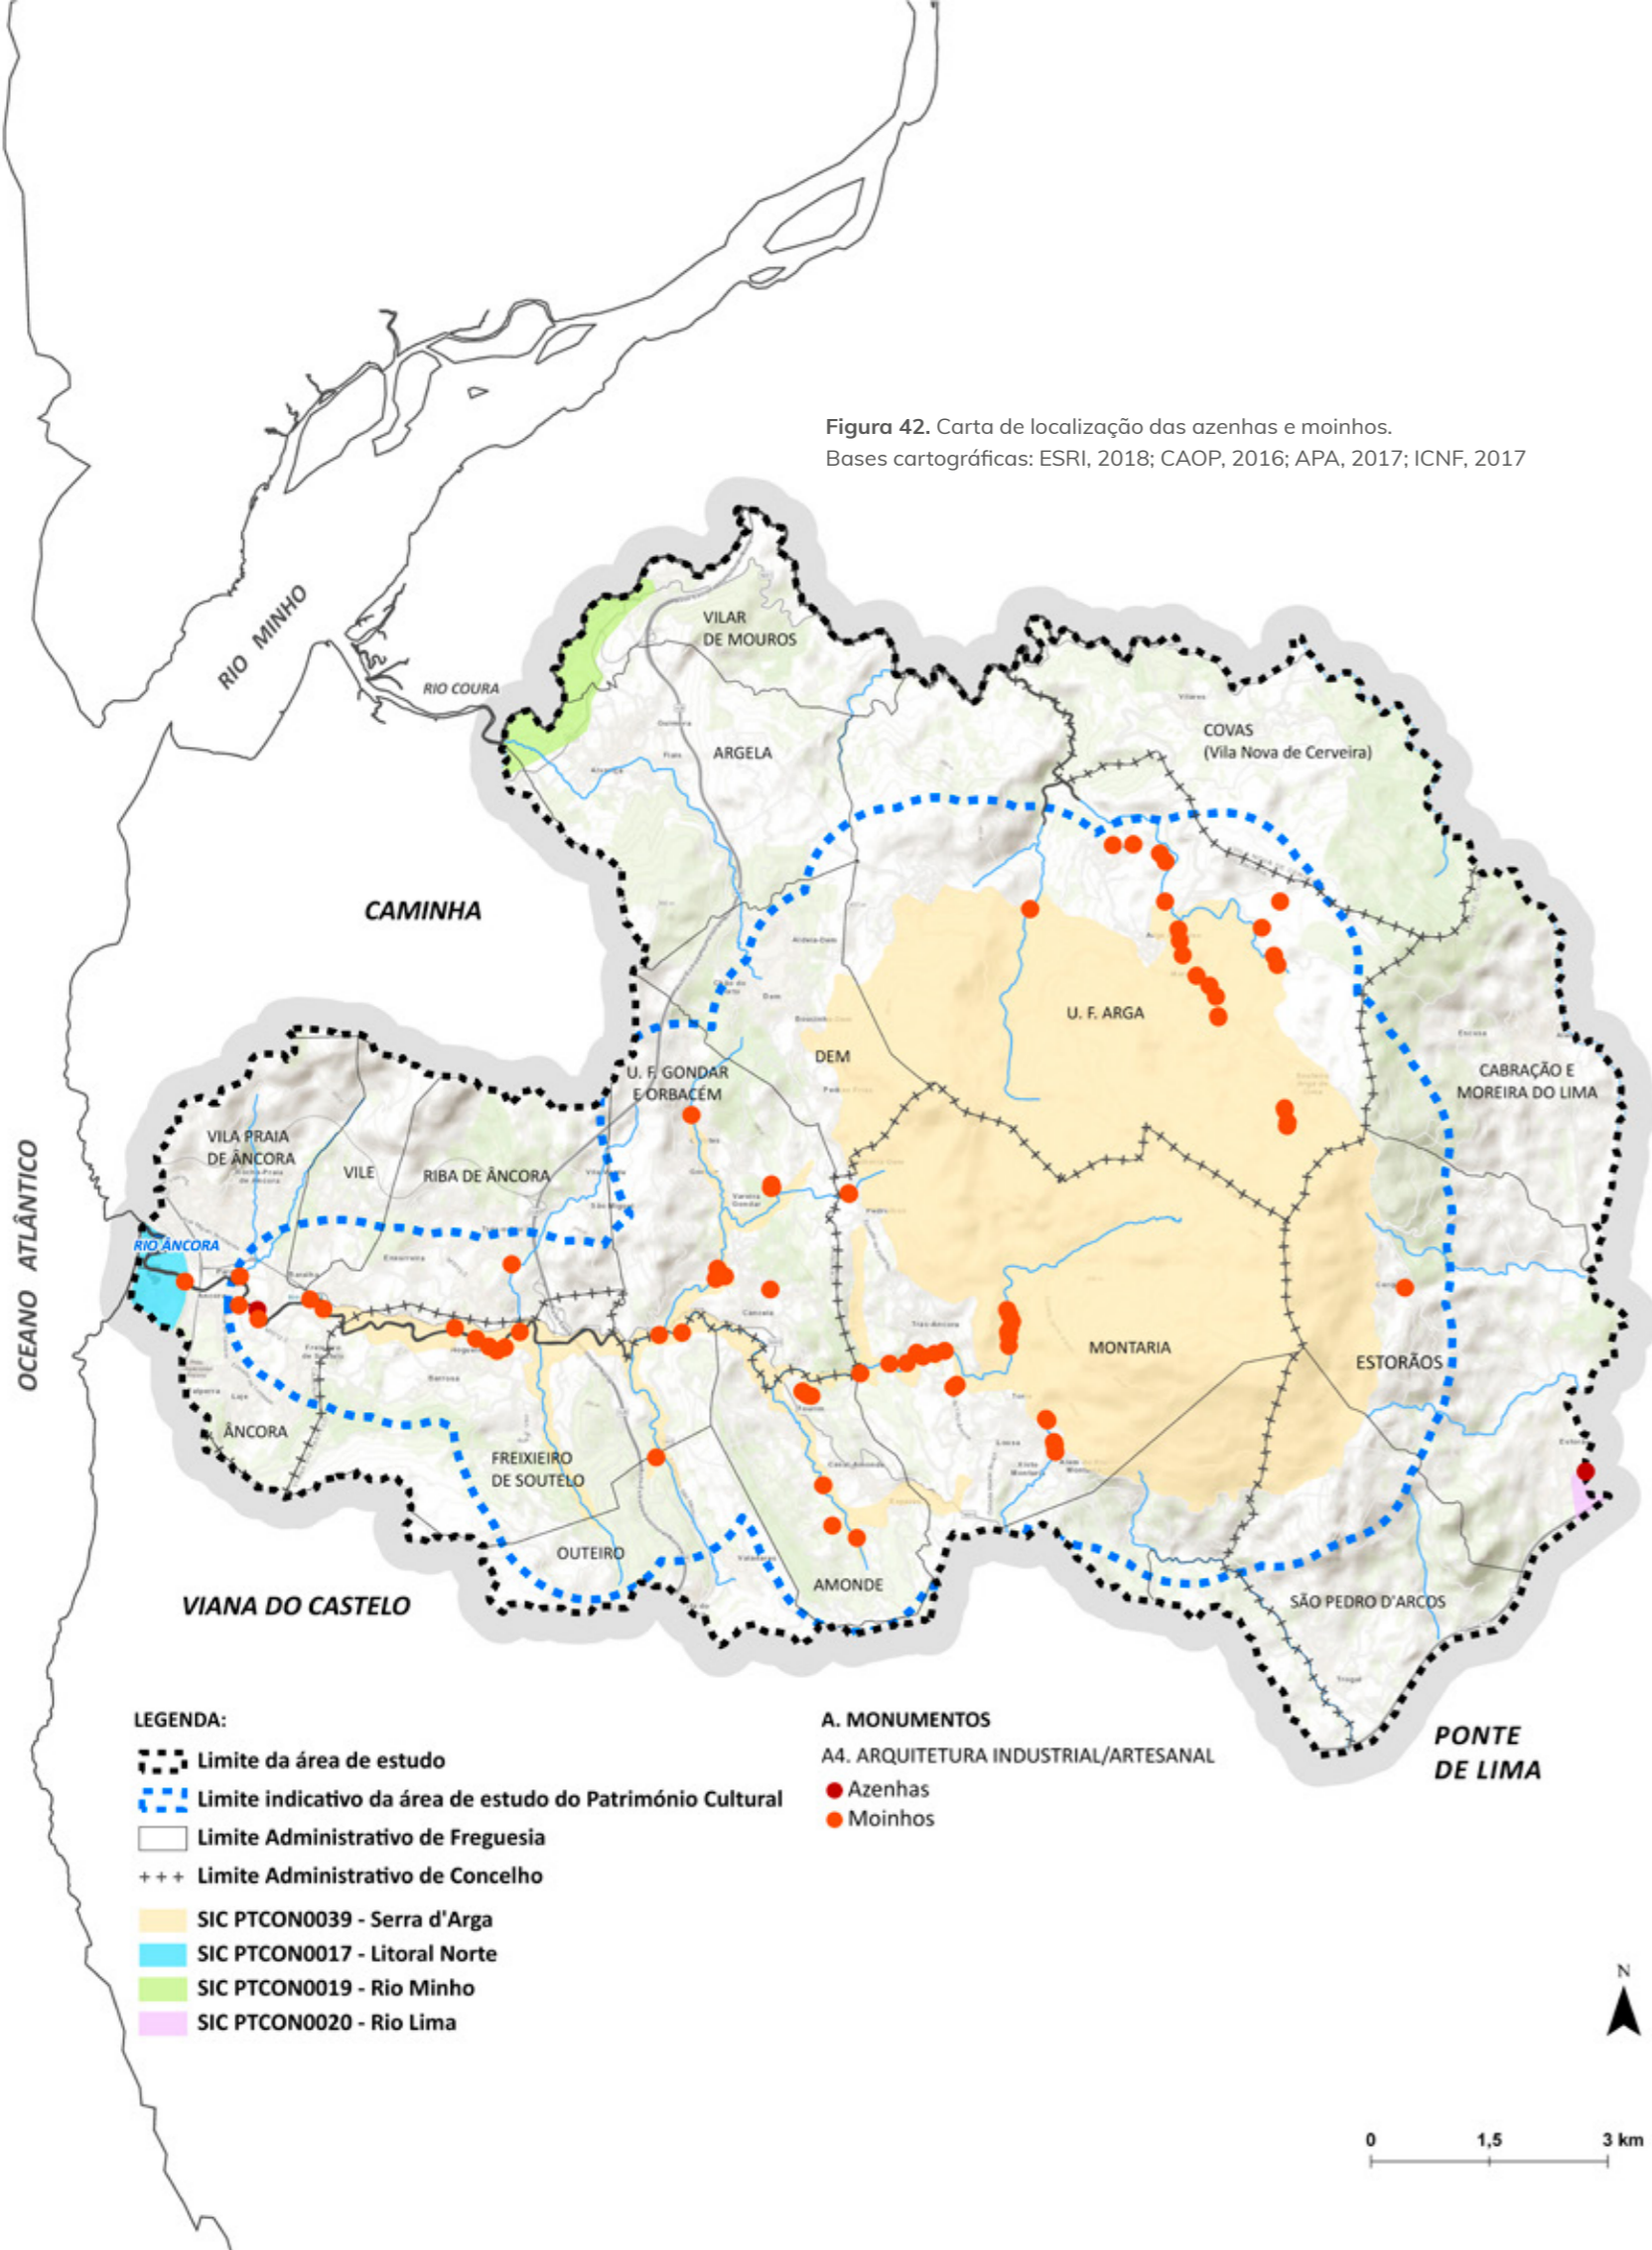 Figura 42. Carta de localização das azenhas e moinhos.
Bases cartográficas: ESRI, 2018; CAOP, 2016; APA, 2017; ICNF, 2017
RIO MINHO
RIO COURA
VILAR
DE MOUROS
ARGELA
COVAS
(Vila Nova de Cerveira)
CAMINHA
U. F. ARGA
DEM
U. F. GONDAR
E ORBACÉM
CABRAÇÃO E
MOREIRA DO LIMA
VILA PRAIA
DE ÂNCORA
VILE
RIBA DE ÂNCORA
OCEANO ATLÂNTICO
RIO ÂNCORA
MONTARIA
ESTORÃOS
ÂNCORA
FREIXIEIRO
DE SOUTELO
OUTEIRO
AMONDE
SÃO PEDRO D'ARCOS
VIANA DO CASTELO
PONTE
DE LIMA
LEGENDA:
Limite da área de estudo
Limite indicativo da área de estudo do Património Cultural
Limite Administrativo de Freguesia
+++ Limite Administrativo de Concelho
SIC PTCON0039 - Serra d'Arga
SIC PTCON0017 - Litoral Norte
SIC PTCON0019 - Rio Minho
SIC PTCON0020 - Rio Lima
A. MONUMENTOS
A4. ARQUITETURA INDUSTRIAL/ARTESANAL
Azenhas
Moinhos
N
0 1,5 3 km